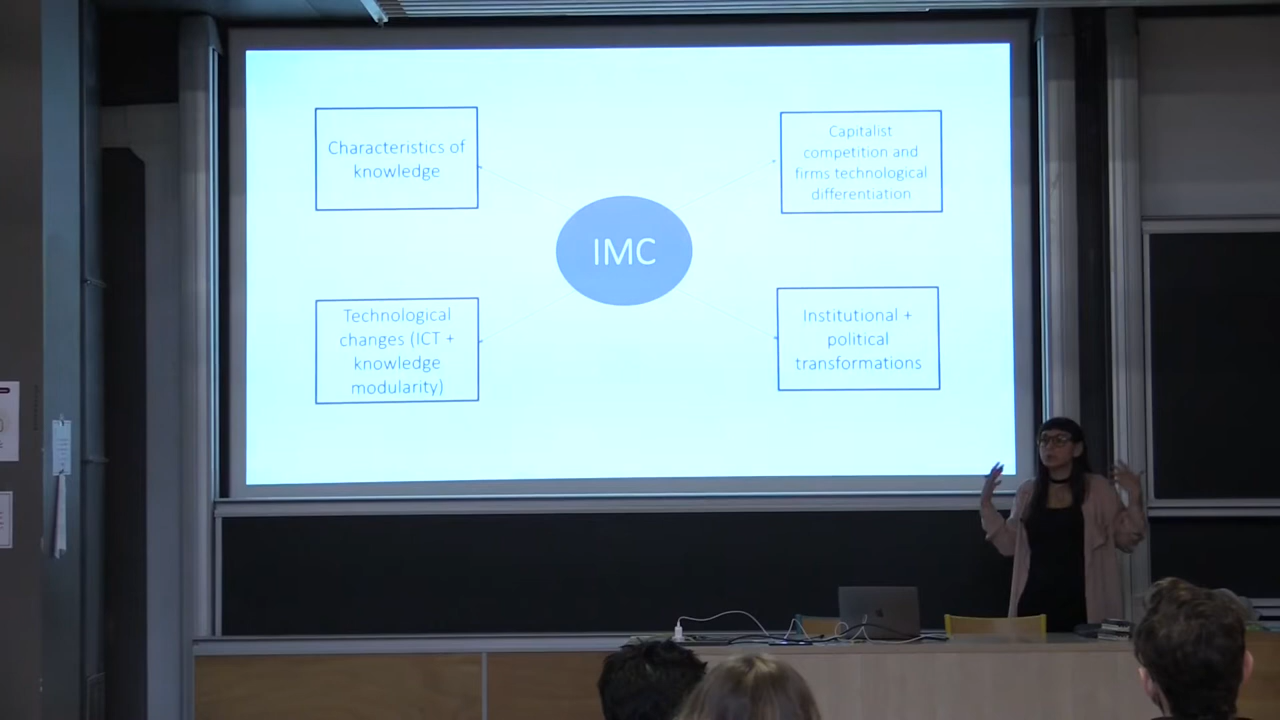 Characteristics of
knowledge
Capitalist
competition and
firms technological
differentiation
IMC
Technological
changes (ICT +
knowledge
modularity)
Institutional +
political
transformations